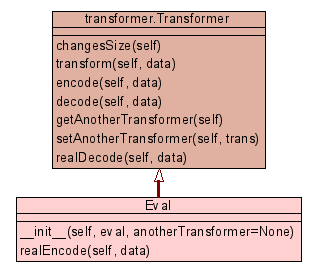 transformer.Transformer
changesSize(self)
transform(self, data)
encode(self, data)
decode(self, data)
getAnotherTransformer(self)
setAnotherTransformer(self, trans)
realDecode(self, data)
Eval
__init__(self, eval, anotherTransformer=None)
realEncode(self, data)